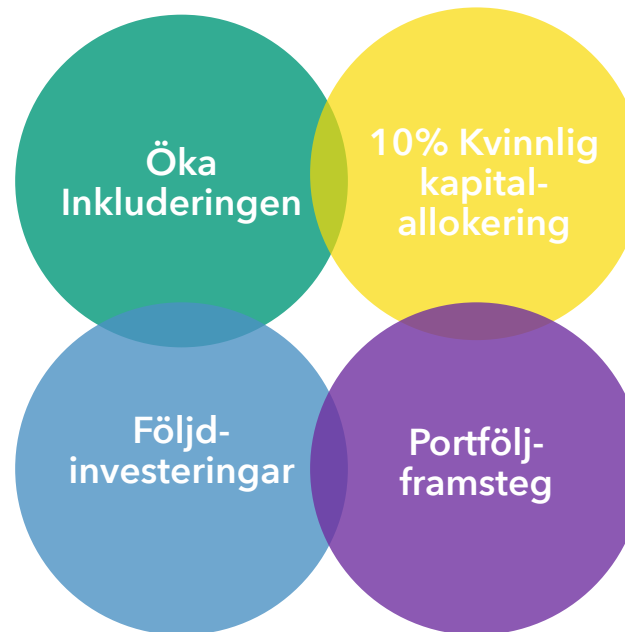 Öka
Inkluderingen
10% Kvinnlig
kapital-
allokering
Följd-
investeringar
Portfölj-
framsteg